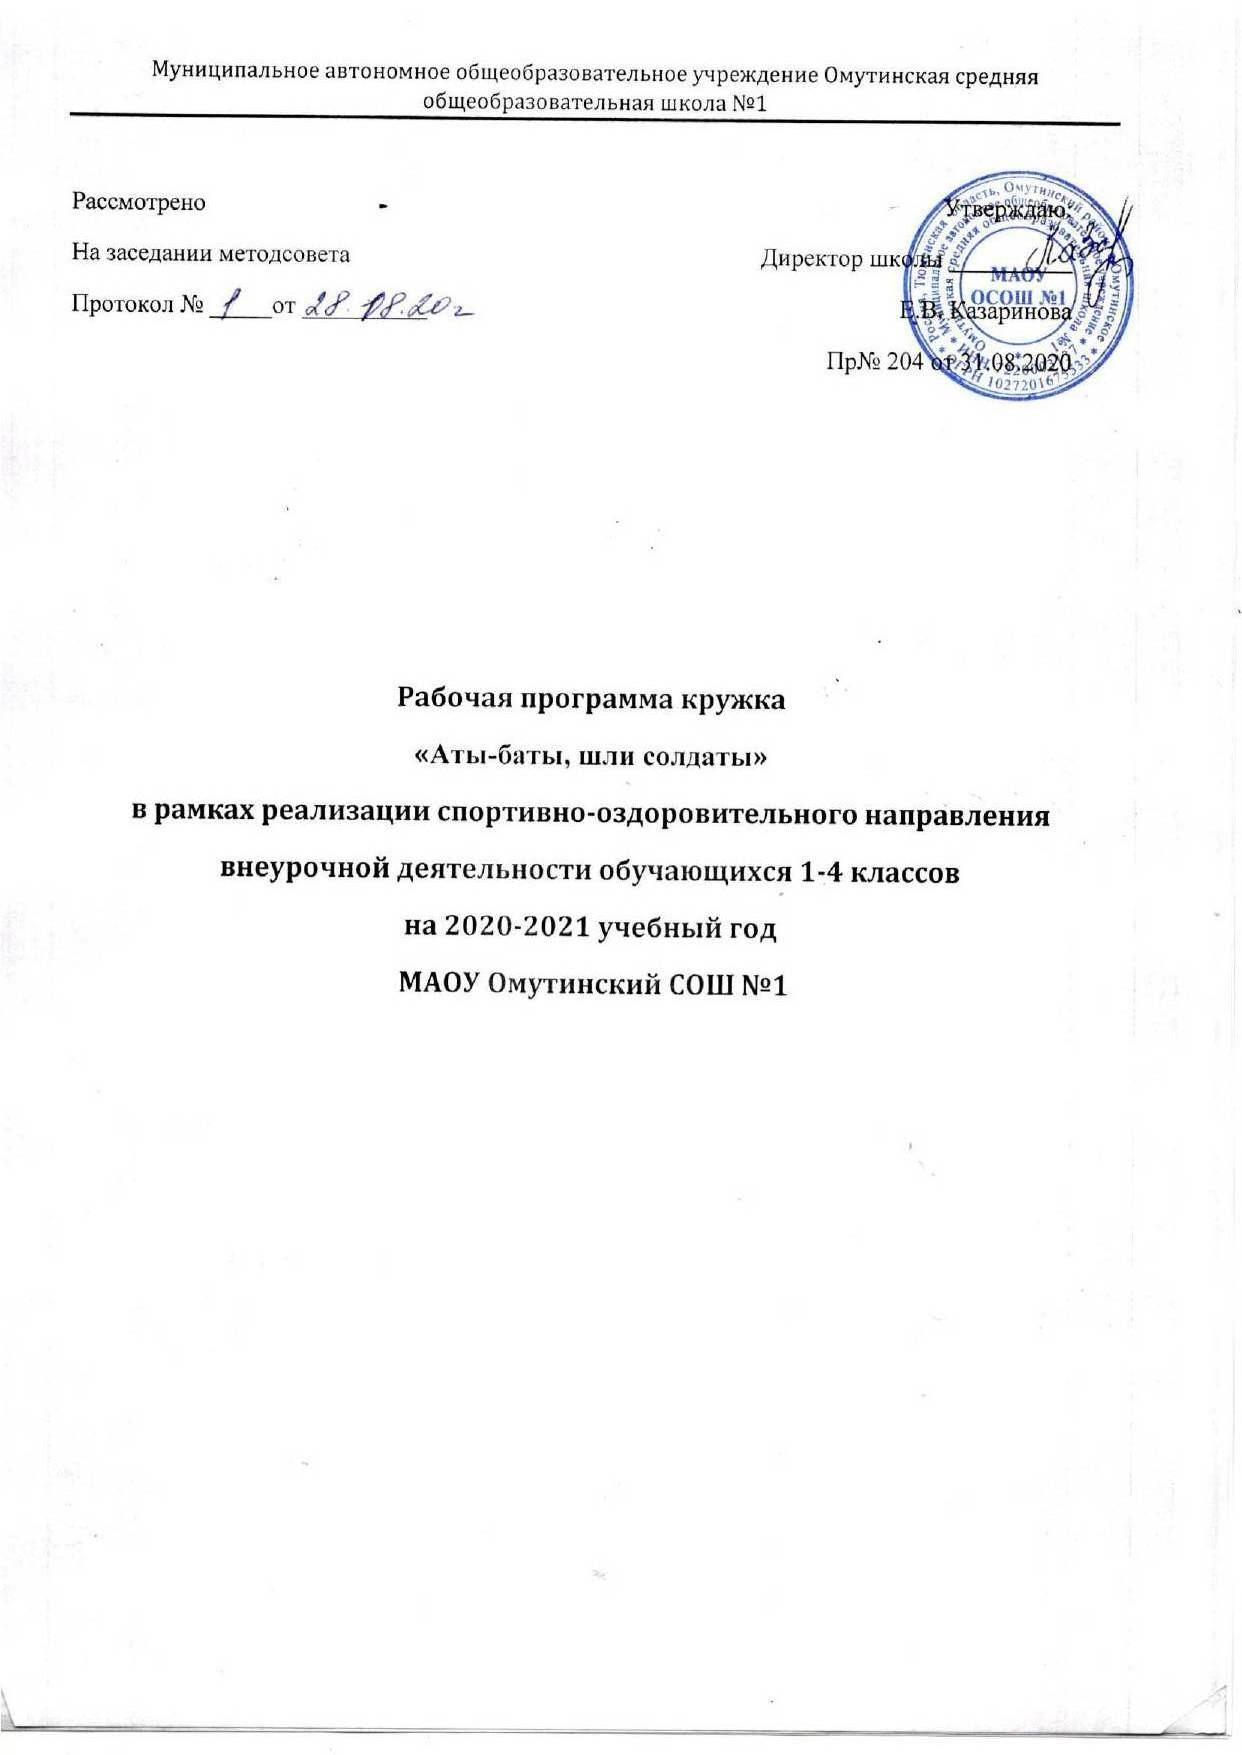 Муниципальное автономное общеобразовательное учреждение Омутинская средняя
общеобразовательная школа №1
Рассмотрено
На заседании методсовета
Протокол № 1 от 28.08.20г
Утверждаю.
Директор школы
Е.В. Казаринова
Пр№ 204 от 31.08.2020
МАОУ
ОСОШ №1
Рабочая программа кружка
«Аты-баты, шли солдаты»
в рамках реализации спортивно-оздоровительного направления
внеурочной деятельности обучающихся 1-4 классов
на 2020-2021 учебный год
МАОУ Омутинский СОШ №1